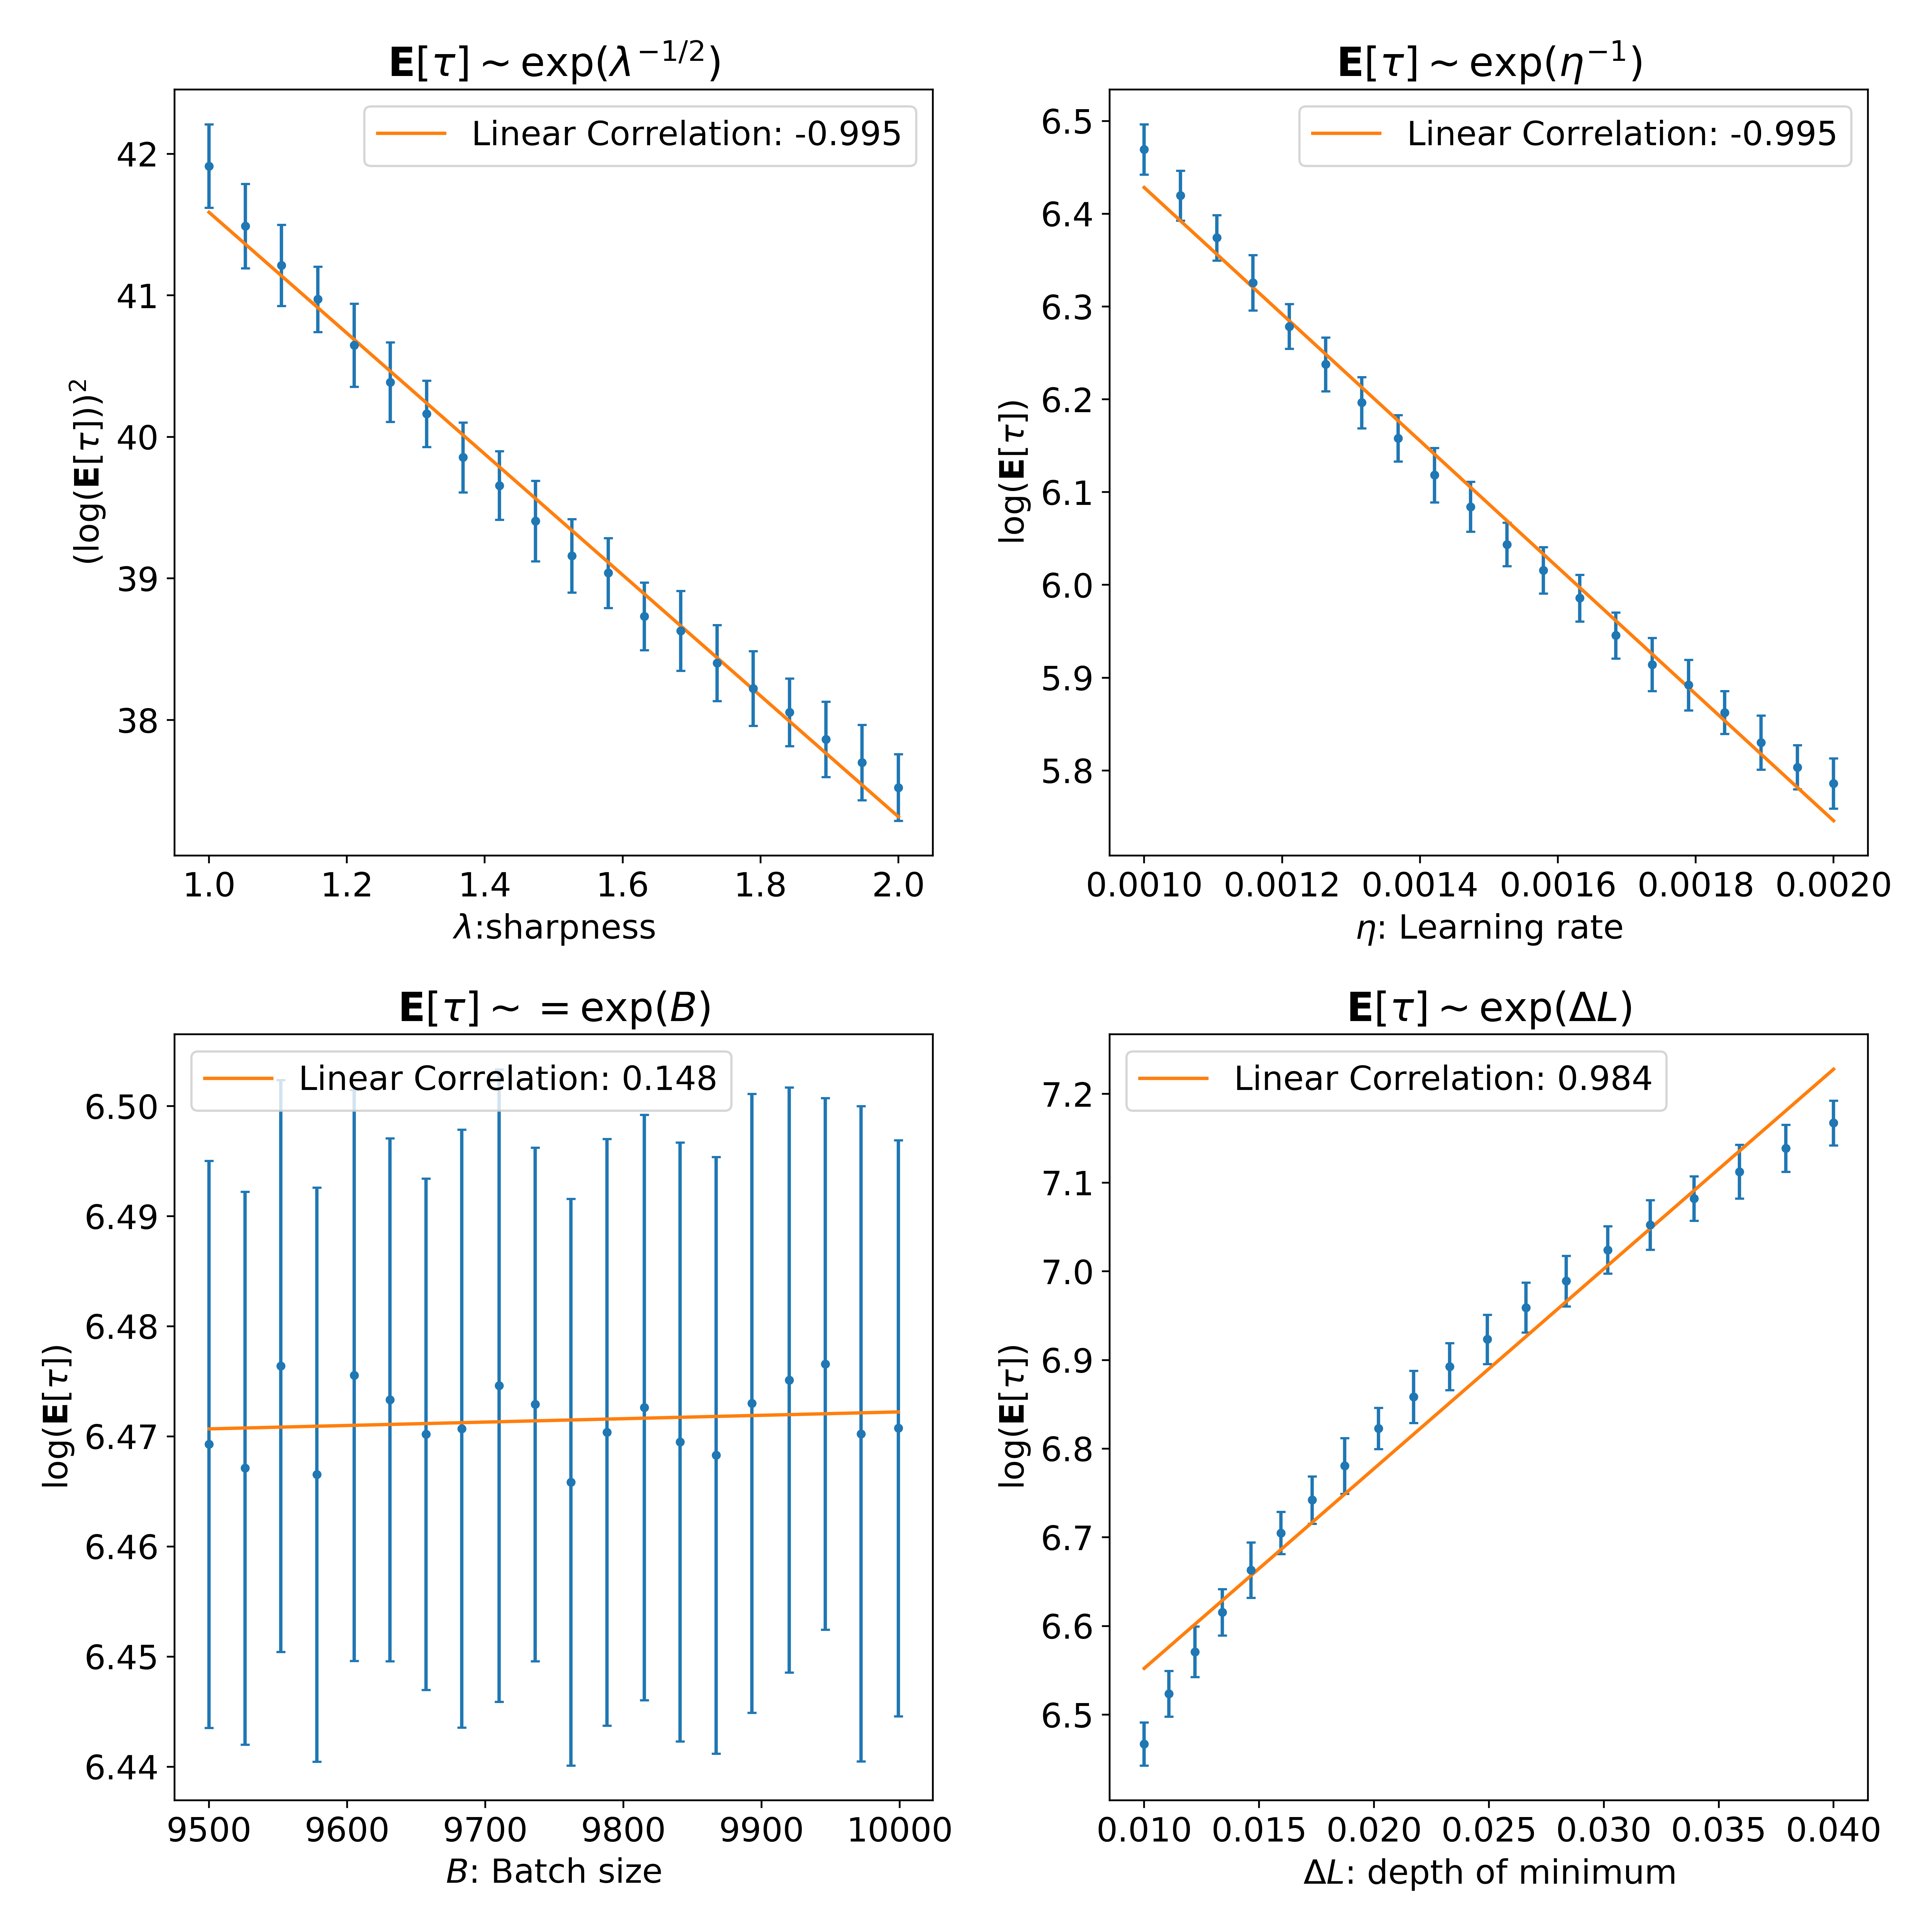 E[τ] ∼ exp(λ^{-1/2})
Linear Correlation: -0.995
42
41
40
39
38
(log(E[τ]))²
1.0 1.2 1.4 1.6 1.8 2.0
λ:sharpness
E[τ] ∼ exp(η^{-1})
Linear Correlation: -0.995
6.5
6.4
6.3
6.2
6.1
6.0
5.9
5.8
log(E[τ])
0.0010 0.0012 0.0014 0.0016 0.0018 0.0020
η: Learning rate
E[τ] ∼ = exp(B)
Linear Correlation: 0.148
6.50
6.49
6.48
6.47
6.46
6.45
6.44
log(E[τ])
9500 9600 9700 9800 9900 10000
B: Batch size
E[τ] ∼ exp(ΔL)
Linear Correlation: 0.984
7.2
7.1
7.0
6.9
6.8
6.7
6.6
6.5
log(E[τ])
0.010 0.015 0.020 0.025 0.030 0.035 0.040
ΔL: depth of minimum